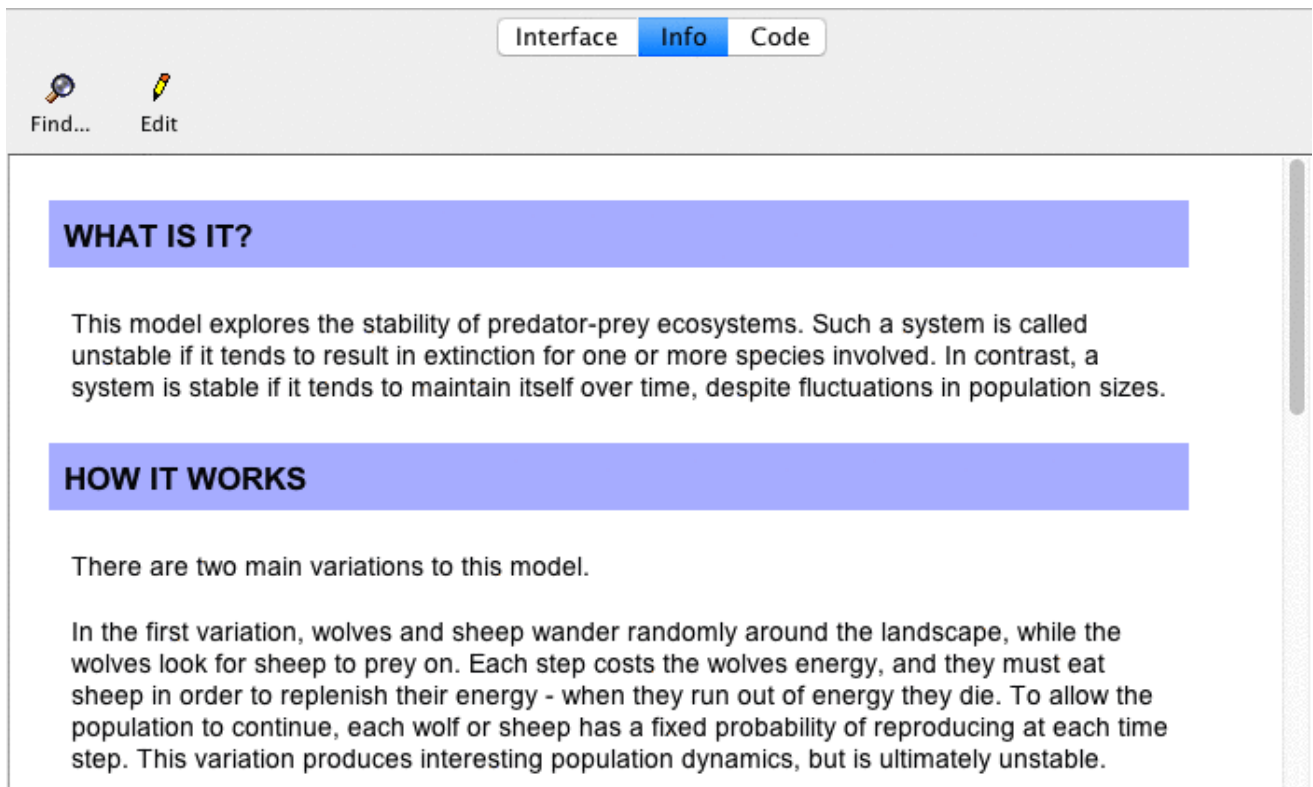 Interface Info Code
Find... Edit
WHAT IS IT?
This model explores the stability of predator-prey ecosystems. Such a system is called
unstable if it tends to result in extinction for one or more species involved. In contrast, a
system is stable if it tends to maintain itself over time, despite fluctuations in population sizes.
HOW IT WORKS
There are two main variations to this model.
In the first variation, wolves and sheep wander randomly around the landscape, while the
wolves look for sheep to prey on. Each step costs the wolves energy, and they must eat
sheep in order to replenish their energy - when they run out of energy they die. To allow the
population to continue, each wolf or sheep has a fixed probability of reproducing at each time
step. This variation produces interesting population dynamics, but is ultimately unstable.